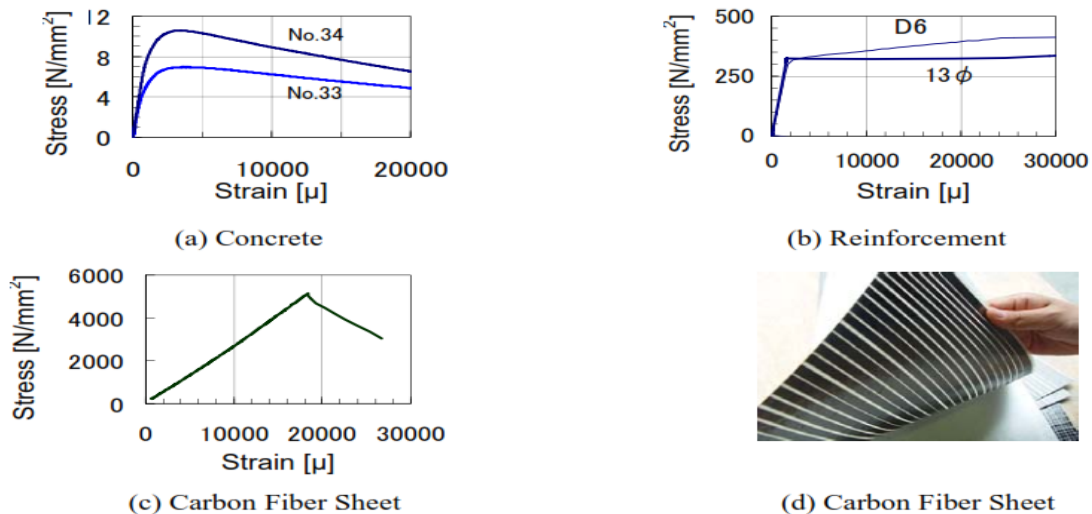 12
8
4
0
Stress [N/mm²]
No.34
No.33
0 10000 20000
Strain [μ]
(a) Concrete
500
250
0
Stress [N/mm²]
D6
13ϕ
0 10000 20000 30000
Strain [μ]
(b) Reinforcement
6000
4000
2000
0
Stress [N/mm²]
0 10000 20000 30000
Strain [μ]
(c) Carbon Fiber Sheet
(d) Carbon Fiber Sheet